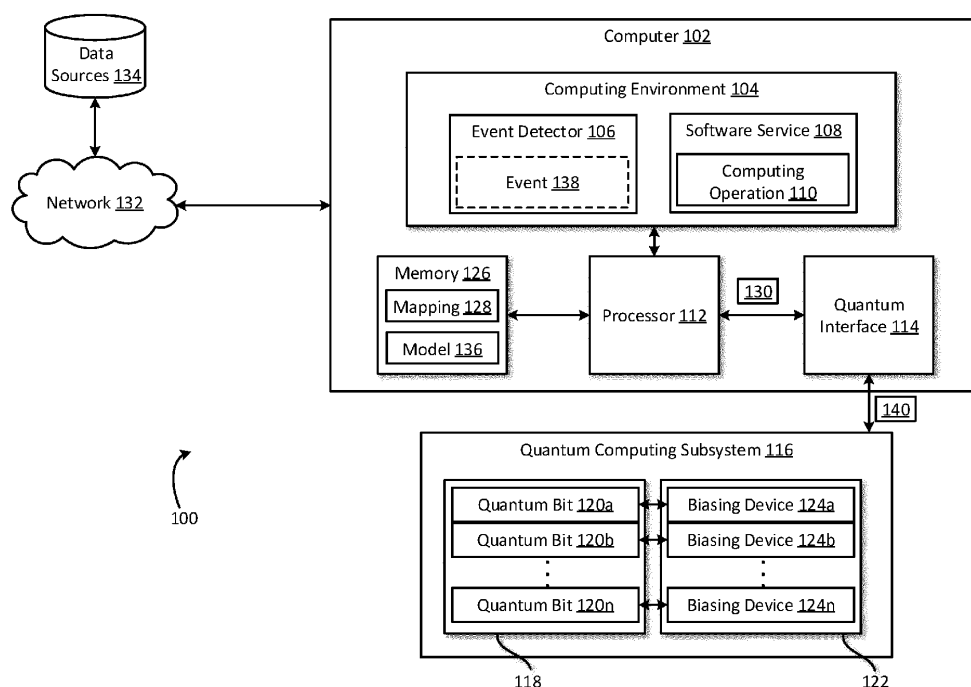 Computer 102
Data
Sources 134
Computing Environment 104
Event Detector 106
Software Service 108
Event 138
Computing
Operation 110
Network 132
Memory 126
Mapping 128
Model 136
Processor 112
130
Quantum
Interface 114
140
Quantum Computing Subsystem 116
Quantum Bit 120a
Biasing Device 124a
Quantum Bit 120b
Biasing Device 124b
Quantum Bit 120n
Biasing Device 124n
100
118
122